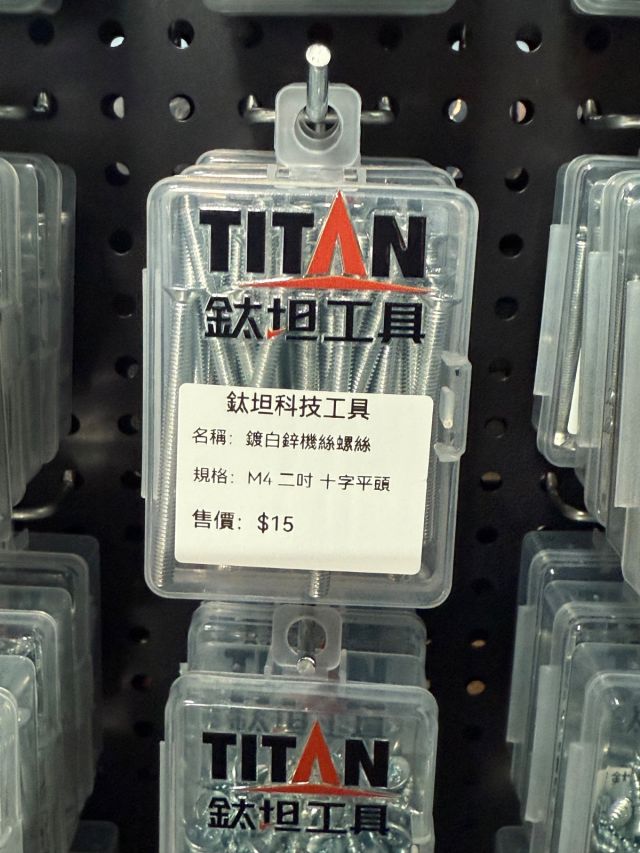 TITAN
鈦坦工具
鈦坦科技工具
名稱：鍍白鋅機絲螺絲
規格：M4 二吋 十字平頭
售價：$15
TITAN
鈦坦工具